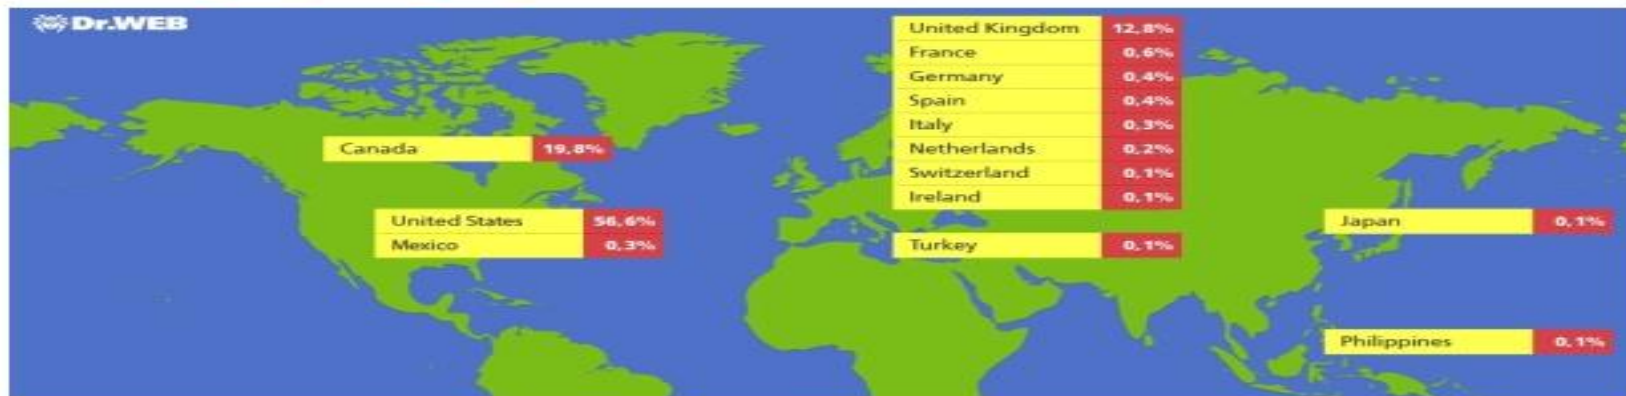 Dr.WEB
United Kingdom 12,8%
France 0,6%
Germany 0,4%
Spain 0,4%
Italy 0,3%
Netherlands 0,2%
Switzerland 0,1%
Ireland 0,1%
Canada 19,8%
United States 56,6%
Mexico 0,3%
Turkey 0,1%
Japan 0,1%
Philippines 0,1%